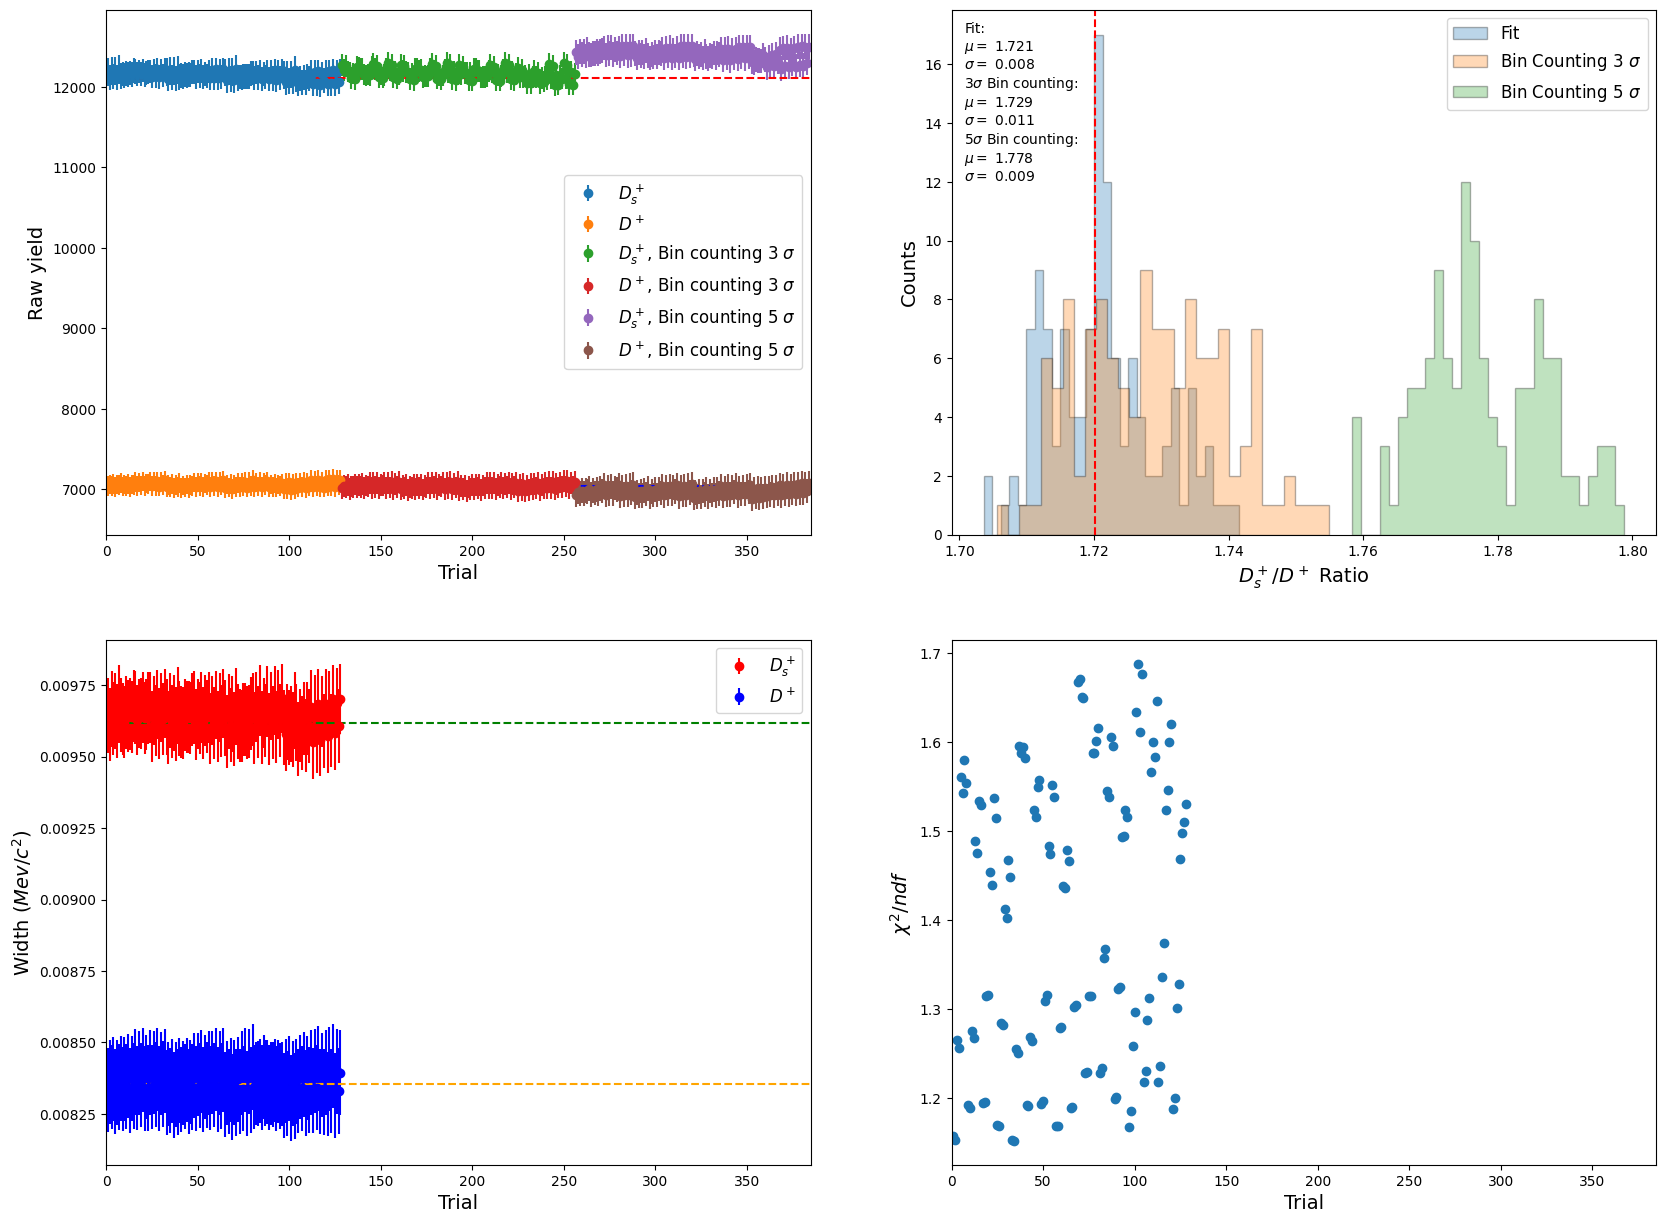 12000
11000
10000
9000
8000
7000
Raw yield
0 50 100 150 200 250 300 350
Trial
D_s^+
D^+
D_s^+, Bin counting 3 σ
D^+, Bin counting 3 σ
D_s^+, Bin counting 5 σ
D^+, Bin counting 5 σ
16
14
12
10
8
6
4
2
0
Counts
1.70 1.72 1.74 1.76 1.78 1.80
D_s^+/D^+ Ratio
Fit:
μ = 1.721
σ = 0.008
3σ Bin counting:
μ = 1.729
σ = 0.011
5σ Bin counting:
μ = 1.778
σ = 0.009
Fit
Bin Counting 3 σ
Bin Counting 5 σ
0.00975
0.00950
0.00925
0.00900
0.00875
0.00850
0.00825
Width (Mev/c^2)
0 50 100 150 200 250 300 350
Trial
D_s^+
D^+
1.7
1.6
1.5
1.4
1.3
1.2
χ^2/ndf
0 50 100 150 200 250 300 350
Trial